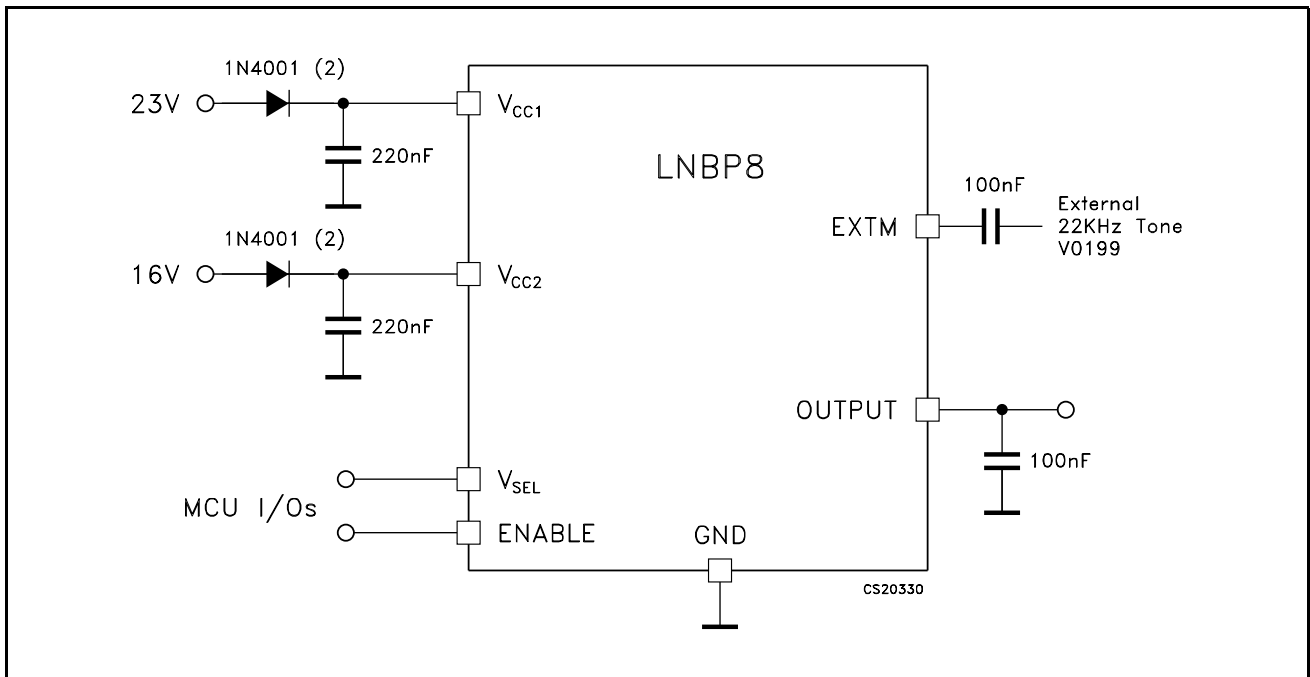 1N4001 (2)
23V
V_CC1
220nF
LNBP8
100nF
External
22KHz Tone
V0199
EXTM
1N4001 (2)
16V
V_CC2
220nF
OUTPUT
100nF
V_SEL
MCU I/Os
ENABLE
GND
CS20330